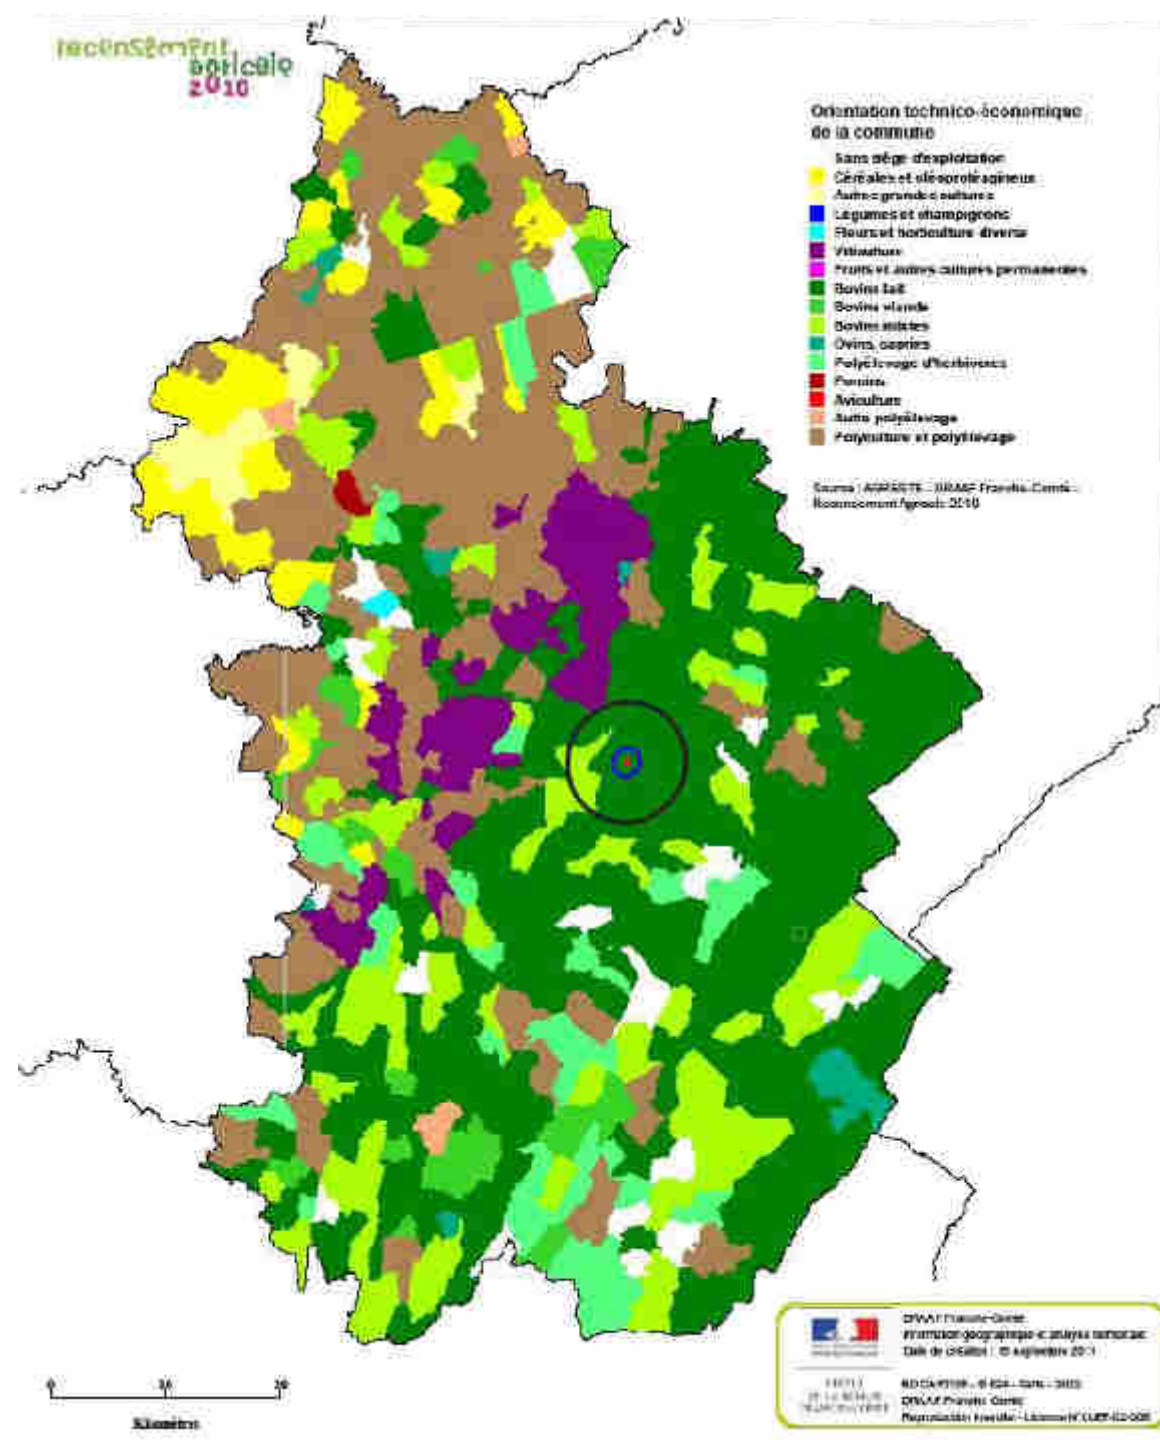 recensement
agricole
2010
Orientation technico-économique
de la commune
Sans siège d'exploitation
Céréales et oléoprotéagineux
Autres grandes cultures
Légumes et champignons
Fleurs et horticulture diverse
Viticulture
Fruits et autres cultures permanentes
Bovins lait
Bovins viande
Bovins mixtes
Ovins, caprins
Polyélevage d'herbivores
Porcins
Aviculture
Autre polyélevage
Polyculture et polyélevage
Source : AGRESTE - DRAAF Franche-Comté -
Recensement Agricole 2010
0
20
Kilomètres
DRAAF Franche-Comté
Information géographique et analyse territoriale
Date de création : septembre 2011
DRAAF Franche-Comté
Reproduction interdite - Licence N°